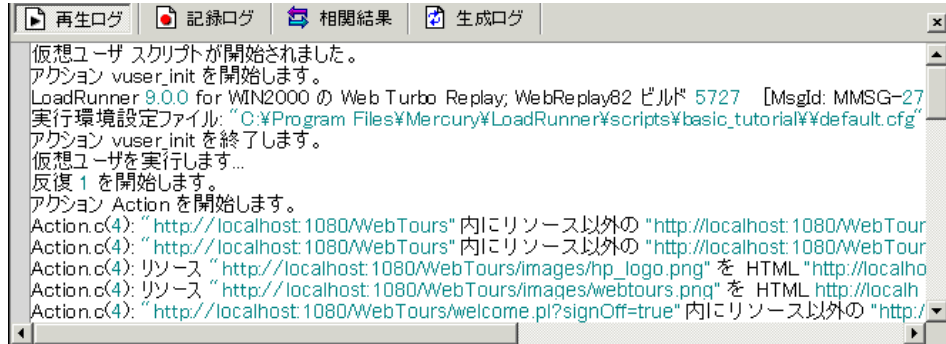 再生ログ 記録ログ 相関結果 生成ログ
仮想ユーザ スクリプトが開始されました。
アクション vuser_init を開始します。
LoadRunner 9.0.0 for WIN2000 の Web Turbo Replay; WebReplay82 ビルド 5727 [MsgId: MMSG-27
実行環境設定ファイル: "C:¥Program Files¥Mercury¥LoadRunner¥scripts¥basic_tutorial¥¥default.cfg"
アクション vuser_init を終了します。
仮想ユーザを実行します...
反復 1 を開始します。
アクション Action を開始します。
Action.c(4): "http://localhost:1080/WebTours" 内にリソース以外の "http://localhost:1080/WebTour
Action.c(4): "http://localhost:1080/WebTours" 内にリソース以外の "http://localhost:1080/WebTour
Action.c(4): リソース "http://localhost:1080/WebTours/images/hp_logo.png" を HTML "http://localho
Action.c(4): リソース "http://localhost:1080/WebTours/images/webtours.png" を HTML http://localh
Action.c(4): "http://localhost:1080/WebTours/welcome.pl?signOff=true" 内にリソース以外の "http:/